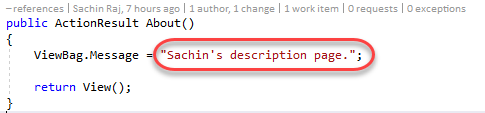 –references | Sachin Raj, 7 hours ago | 1 author, 1 change | 1 work item | 0 requests | 0 exceptions
public ActionResult About()
{
ViewBag.Message = "Sachin's description page.";
return View();
}